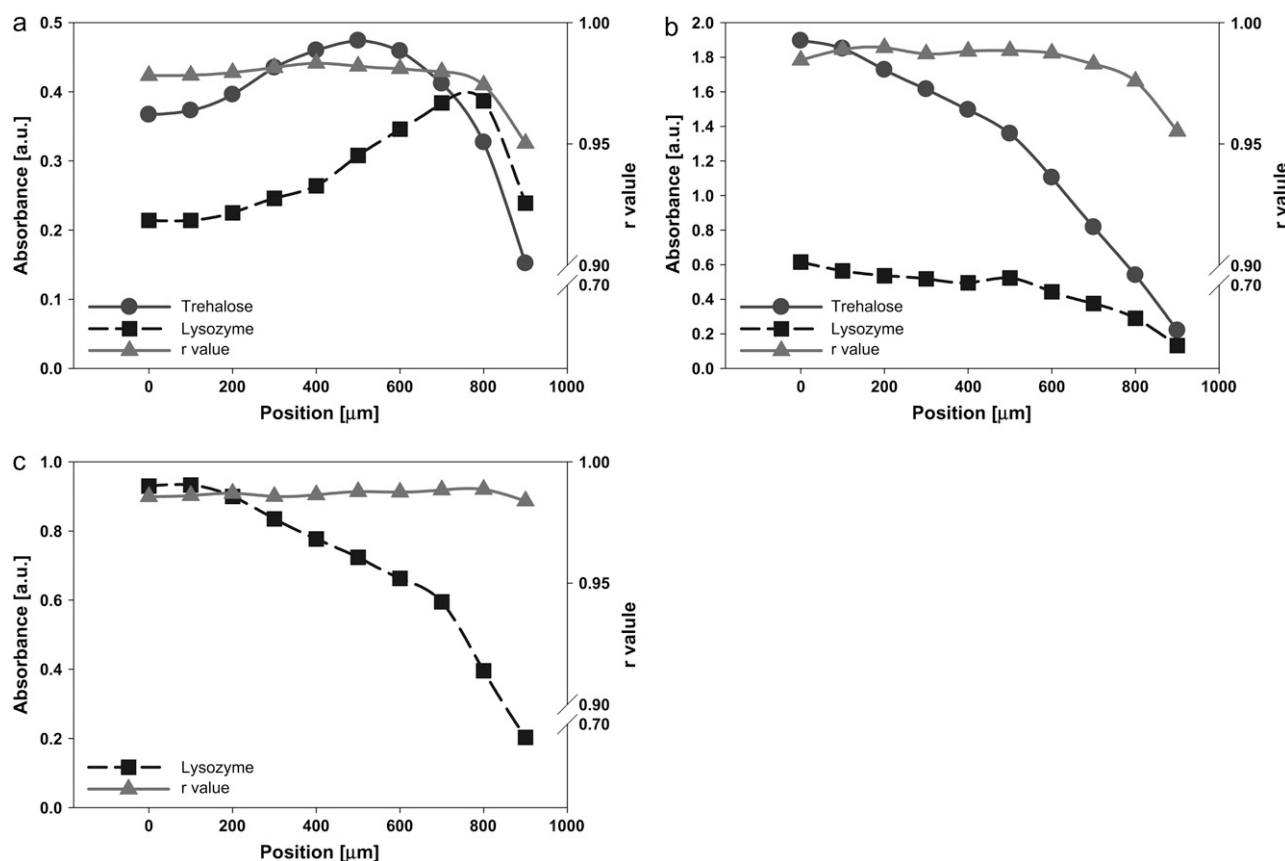 a
0.5
0.4
0.3
0.2
0.1
0.0
Absorbance [a.u.]
1.00
0.95
0.90
0.70
r valule
Trehalose
Lysozyme
r value
0 200 400 600 800 1000
Position [μm]
b
2.0
1.8
1.6
1.4
1.2
1.0
0.8
0.6
0.4
0.2
0.0
Absorbance [a.u.]
1.00
0.95
0.90
0.70
r valule
Trehalose
Lysozyme
r value
0 200 400 600 800 1000
Position [μm]
c
1.0
0.8
0.6
0.4
0.2
0.0
Absorbance [a.u.]
1.00
0.95
0.90
0.70
r valule
Lysozyme
r value
0 200 400 600 800 1000
Position [μm]